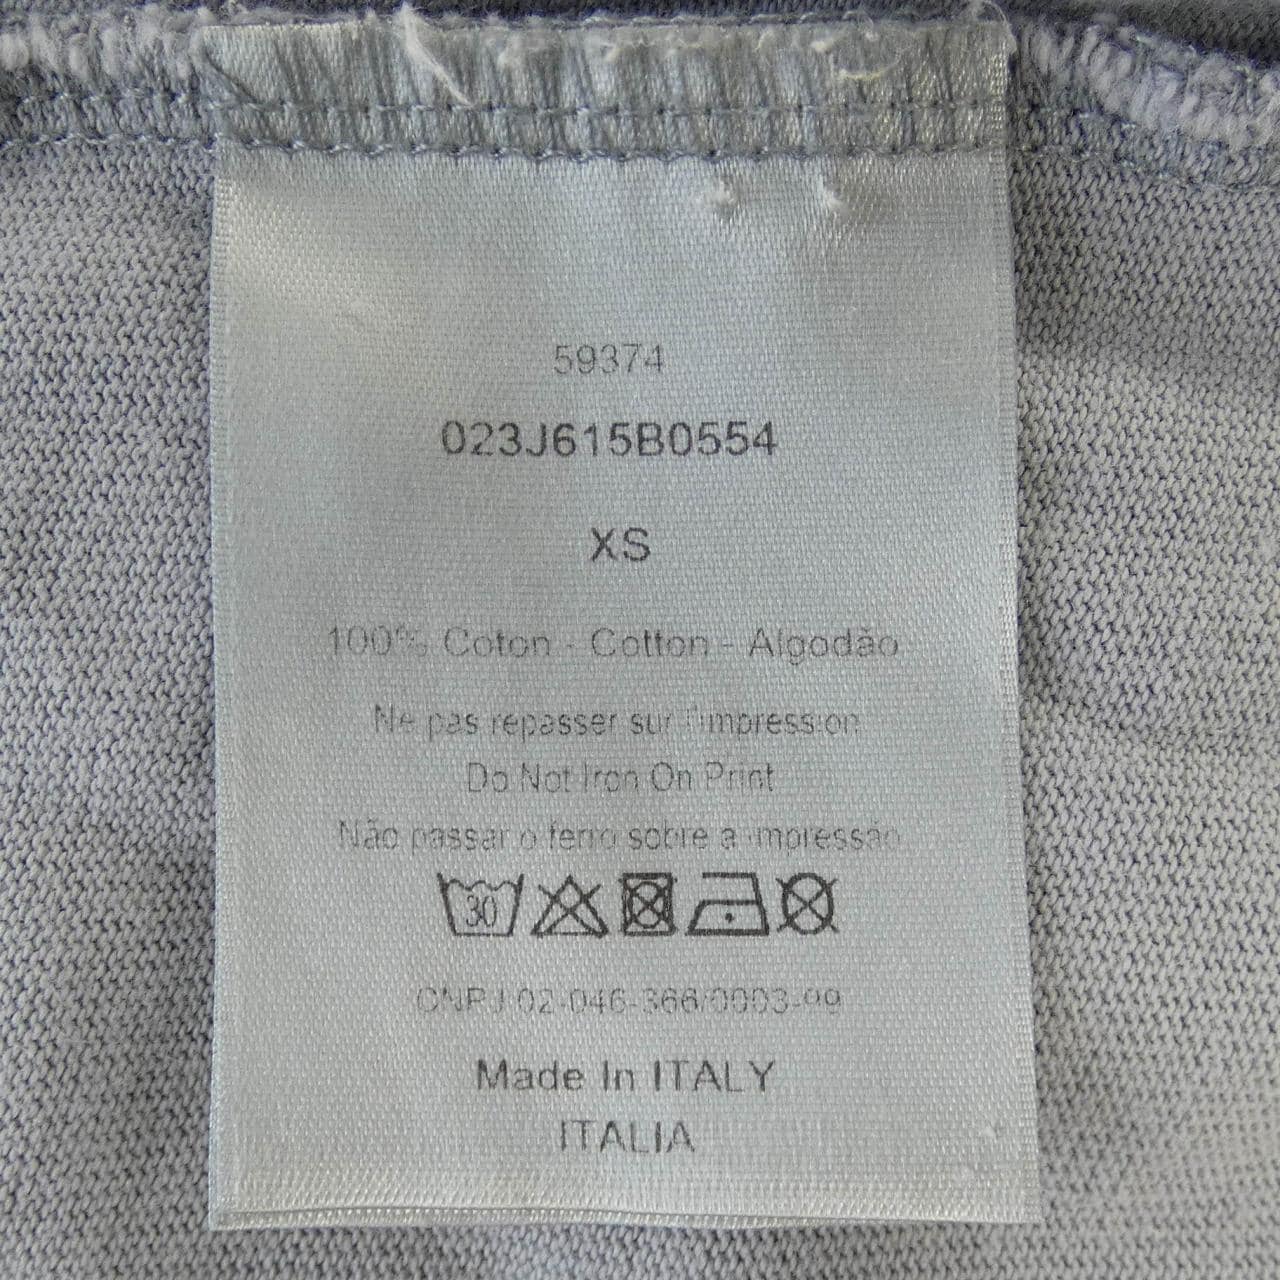 59374
023J615B0554
XS
100% Coton - Cotton - Algodão
Ne pas repasser sur l'impression
Do Not Iron On Print
Não passar o ferro sobre a impressão
30
CNPJ 02-046-366/0003-99
Made In ITALY
ITALIA